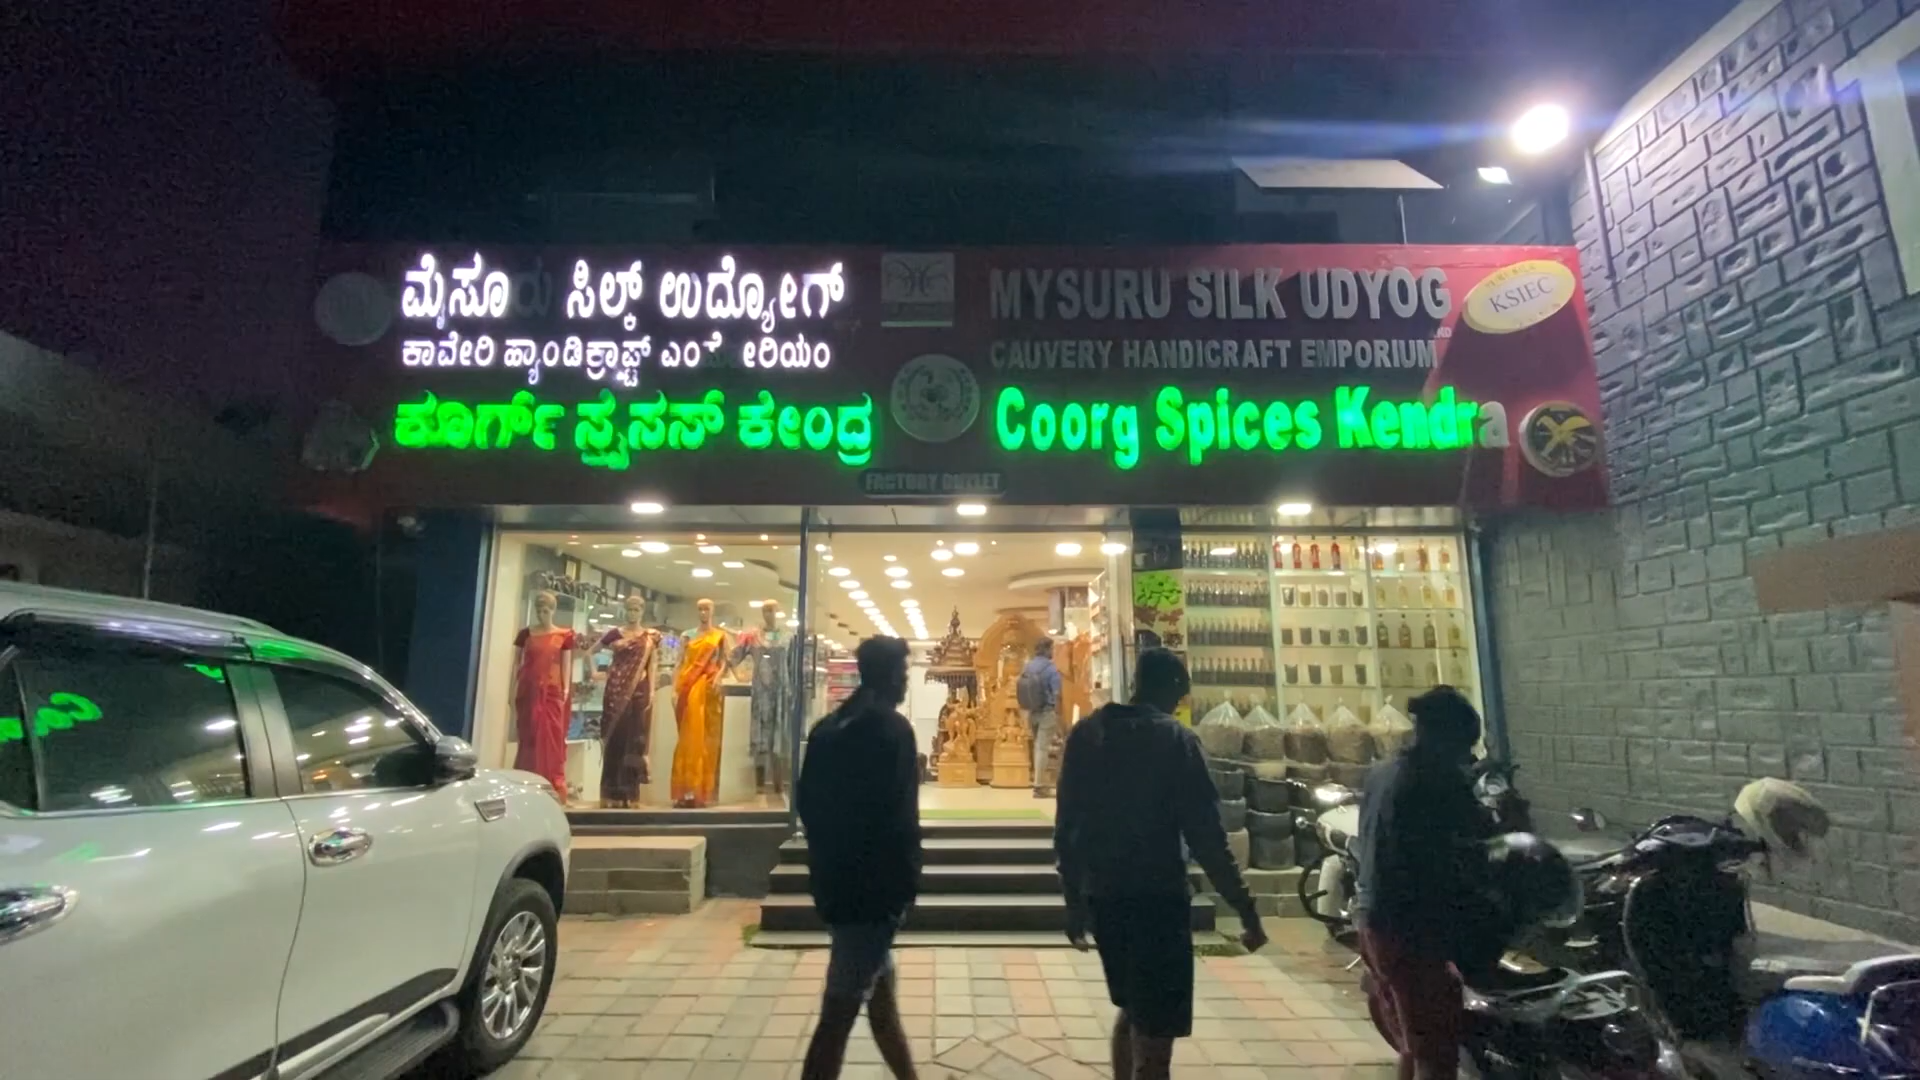 ಮೈಸೂರು ಸಿಲ್ಕ್ ಉದ್ಯೋಗ್
ಕಾವೇರಿ ಹ್ಯಾಂಡಿಕ್ರಾಫ್ಟ್ ಎಂಪೋರಿಯಂ
ಕೂರ್ಗ್ ಸ್ಪೈಸಸ್ ಕೇಂದ್ರ
MYSURU SILK UDYOG
CAUVERY HANDICRAFT EMPORIUM
Coorg Spices Kendra
KSIEC
FACTORY OUTLET